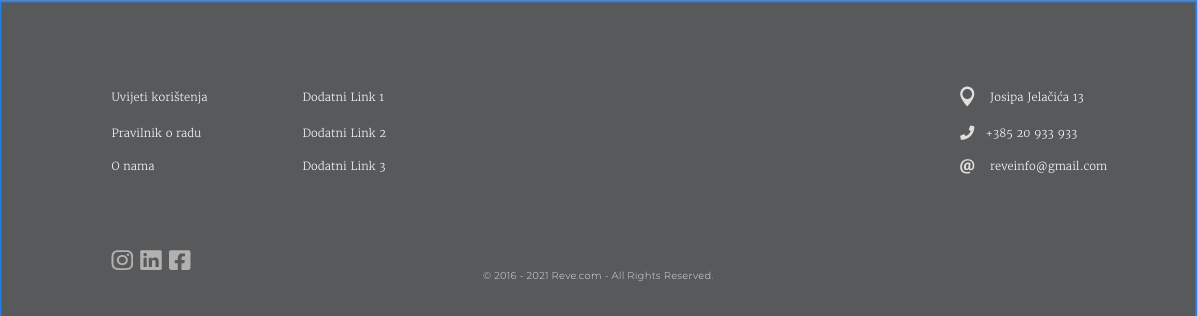 Uvijeti korištenja
Pravilnik o radu
O nama
Dodatni Link 1
Dodatni Link 2
Dodatni Link 3
Josipa Jelačića 13
+385 20 933 933
reveinfo@gmail.com
© 2016 - 2021 Reve.com - All Rights Reserved.